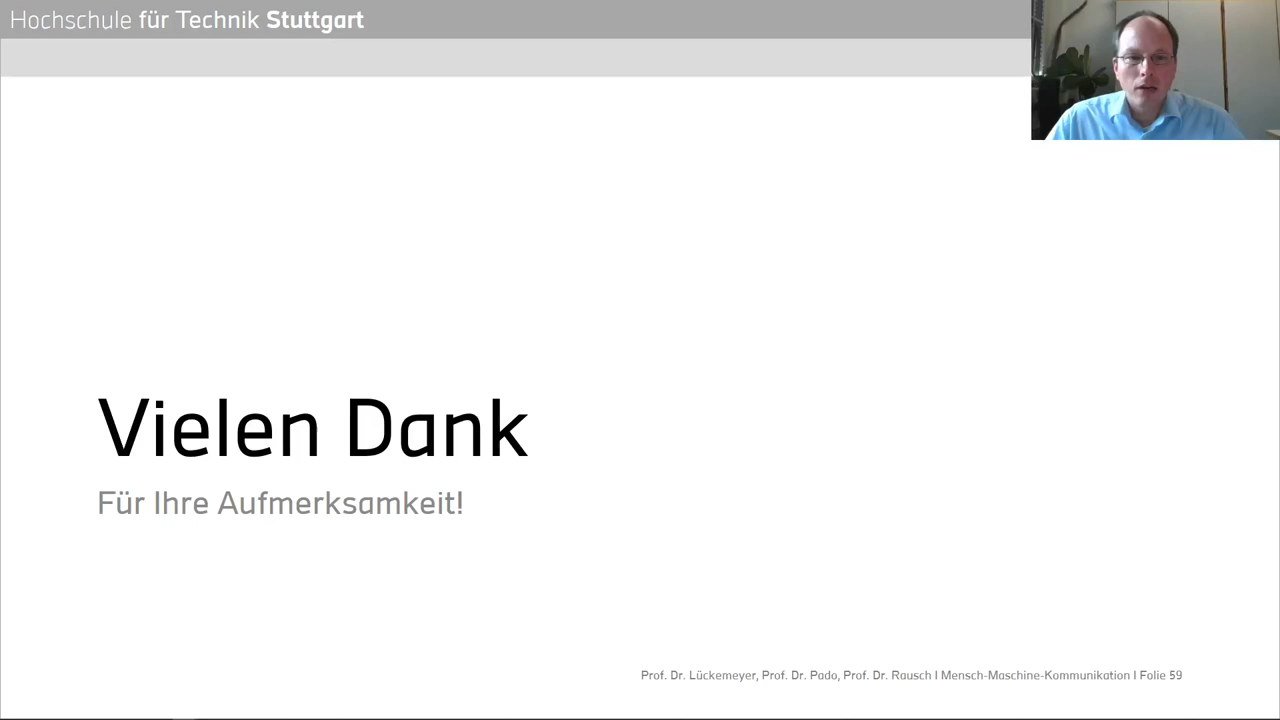 Hochschule für Technik Stuttgart
Vielen Dank
Für Ihre Aufmerksamkeit!
Prof. Dr. Lückemeyer, Prof. Dr. Pado, Prof. Dr. Rausch I Mensch-Maschine-Kommunikation I Folie 59